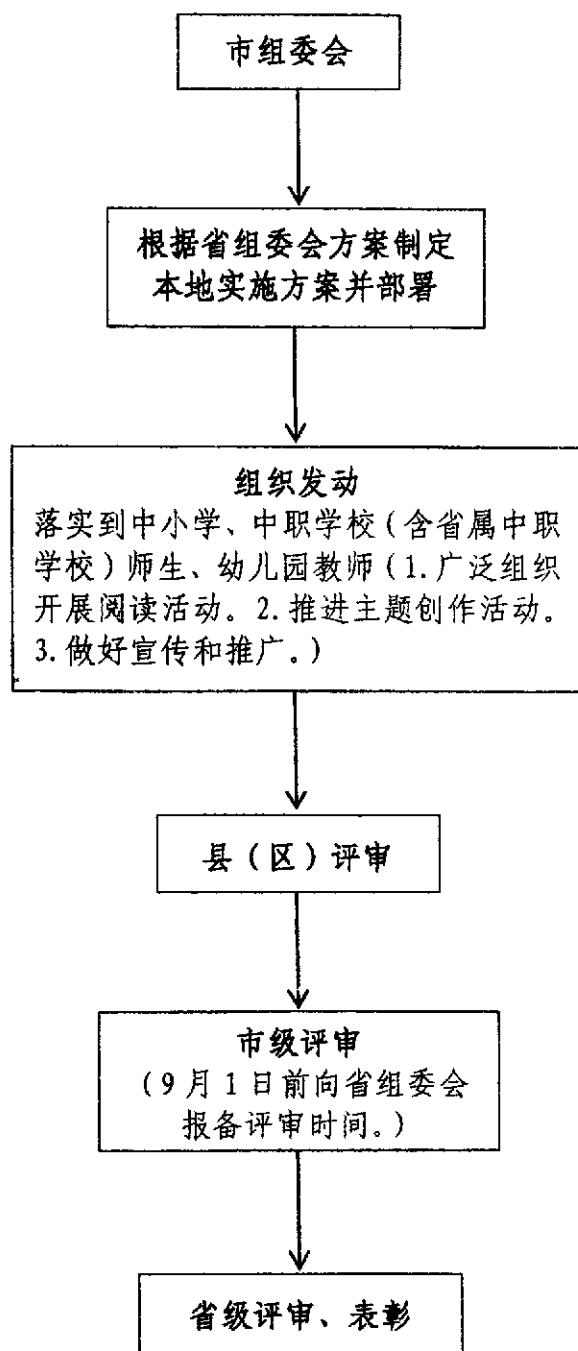 市组委会
根据省组委会方案制定
本地实施方案并部署
组织发动
落实到中小学、中职学校（含省属中职
学校）师生、幼儿园教师（1.广泛组织
开展阅读活动。2.推进主题创作活动。
3.做好宣传和推广。）
县（区）评审
市级评审
（9月1日前向省组委会
报备评审时间。）
省级评审、表彰